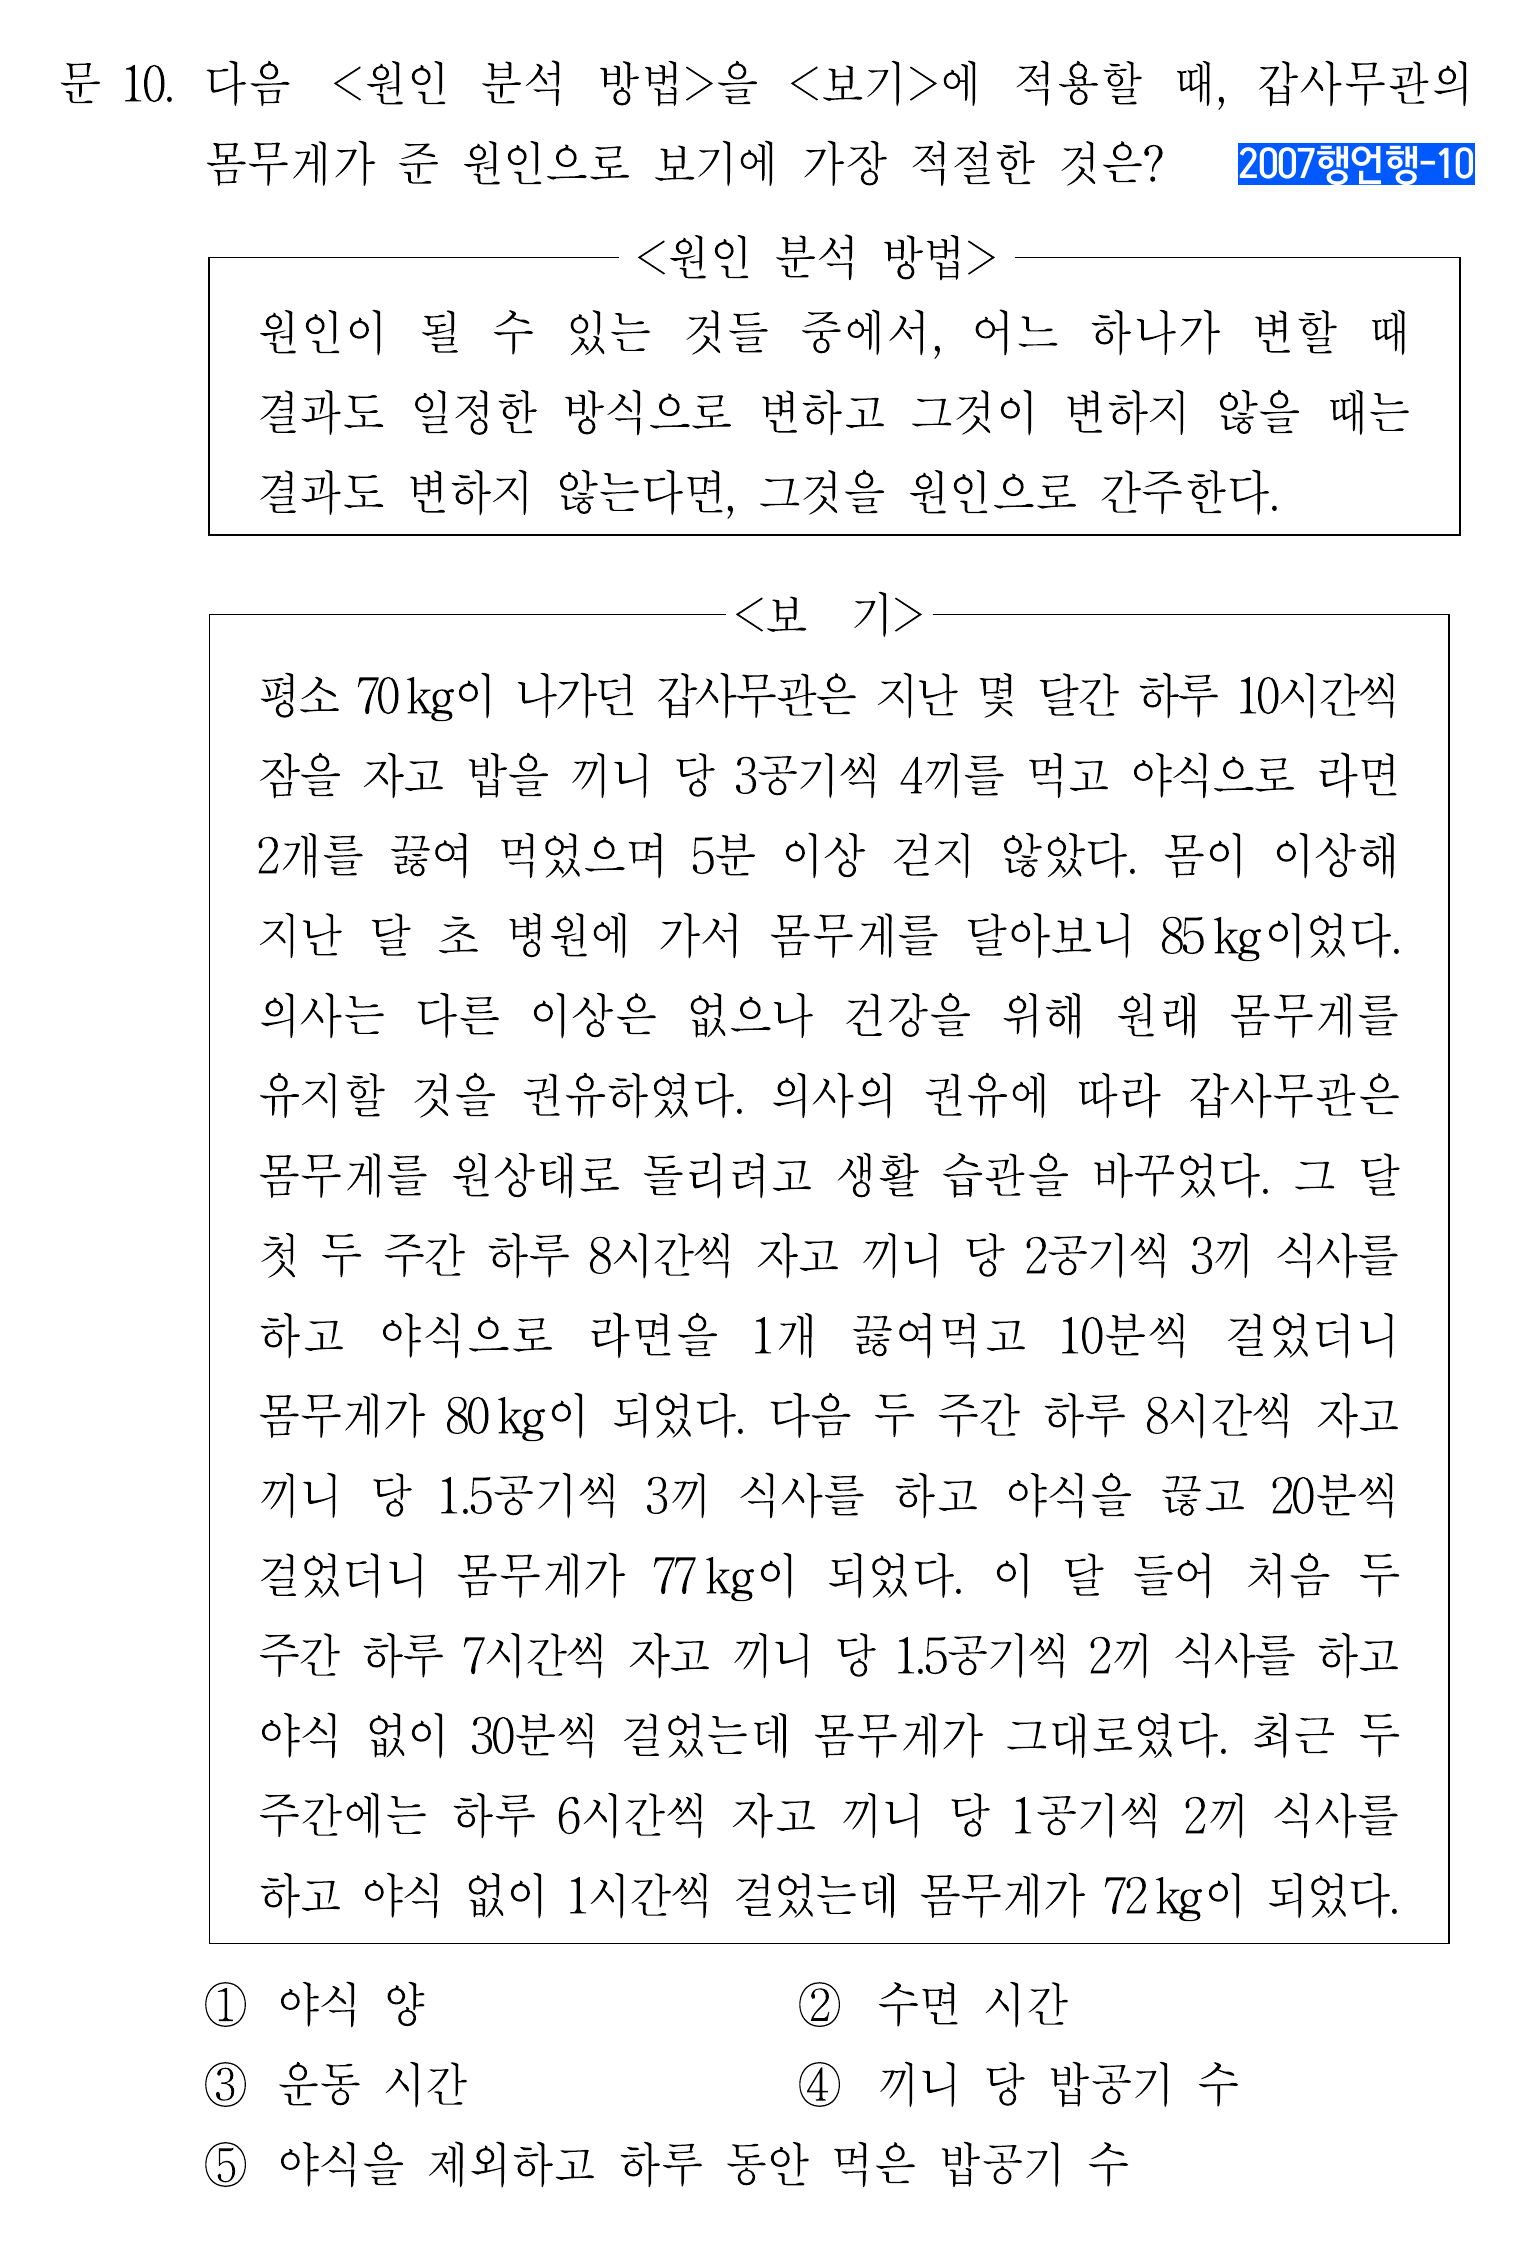 문 10. 다음 <원인 분석 방법>을 <보기>에 적용할 때, 갑사무관의
몸무게가 준 원인으로 보기에 가장 적절한 것은? 2007행언행-10
<원인 분석 방법>
원인이 될 수 있는 것들 중에서, 어느 하나가 변할 때
결과도 일정한 방식으로 변하고 그것이 변하지 않을 때는
결과도 변하지 않는다면, 그것을 원인으로 간주한다.
<보 기>
평소 70kg이 나가던 갑사무관은 지난 몇 달간 하루 10시간씩
잠을 자고 밥을 끼니 당 3공기씩 4끼를 먹고 야식으로 라면
2개를 끓여 먹었으며 5분 이상 걷지 않았다. 몸이 이상해
지난 달 초 병원에 가서 몸무게를 달아보니 85kg이었다.
의사는 다른 이상은 없으나 건강을 위해 원래 몸무게를
유지할 것을 권유하였다. 의사의 권유에 따라 갑사무관은
몸무게를 원상태로 돌리려고 생활 습관을 바꾸었다. 그 달
첫 두 주간 하루 8시간씩 자고 끼니 당 2공기씩 3끼 식사를
하고 야식으로 라면을 1개 끓여먹고 10분씩 걸었더니
몸무게가 80kg이 되었다. 다음 두 주간 하루 8시간씩 자고
끼니 당 1.5공기씩 3끼 식사를 하고 야식을 끊고 20분씩
걸었더니 몸무게가 77kg이 되었다. 이 달 들어 처음 두
주간 하루 7시간씩 자고 끼니 당 1.5공기씩 2끼 식사를 하고
야식 없이 30분씩 걸었는데 몸무게가 그대로였다. 최근 두
주간에는 하루 6시간씩 자고 끼니 당 1공기씩 2끼 식사를
하고 야식 없이 1시간씩 걸었는데 몸무게가 72kg이 되었다.
① 야식 양 ② 수면 시간
③ 운동 시간 ④ 끼니 당 밥공기 수
⑤ 야식을 제외하고 하루 동안 먹은 밥공기 수